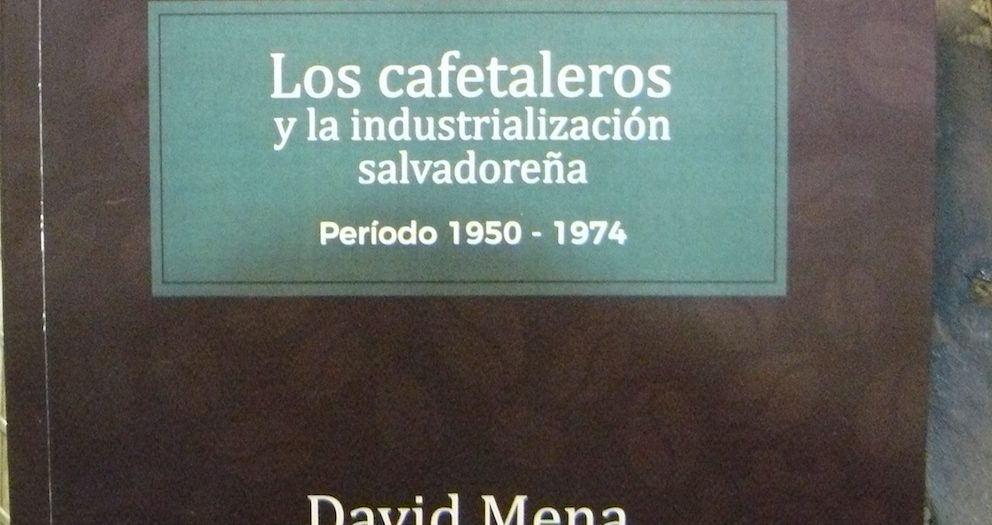 Los cafetaleros
y la industrialización
salvadoreña
Período 1950 - 1974
David Mena